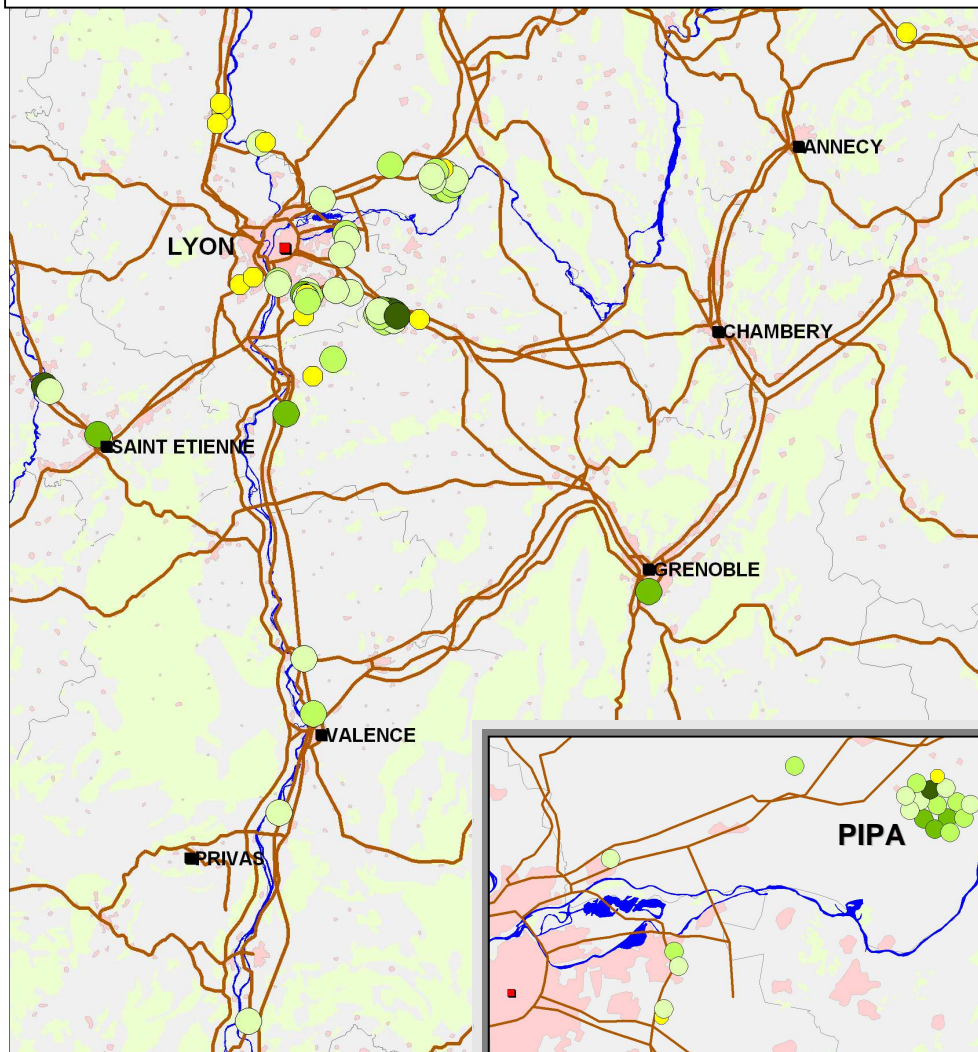 ANNECY
LYON
CHAMBERY
SAINT ETIENNE
GRENOBLE
VALENCE
PIPA
PRIVAS